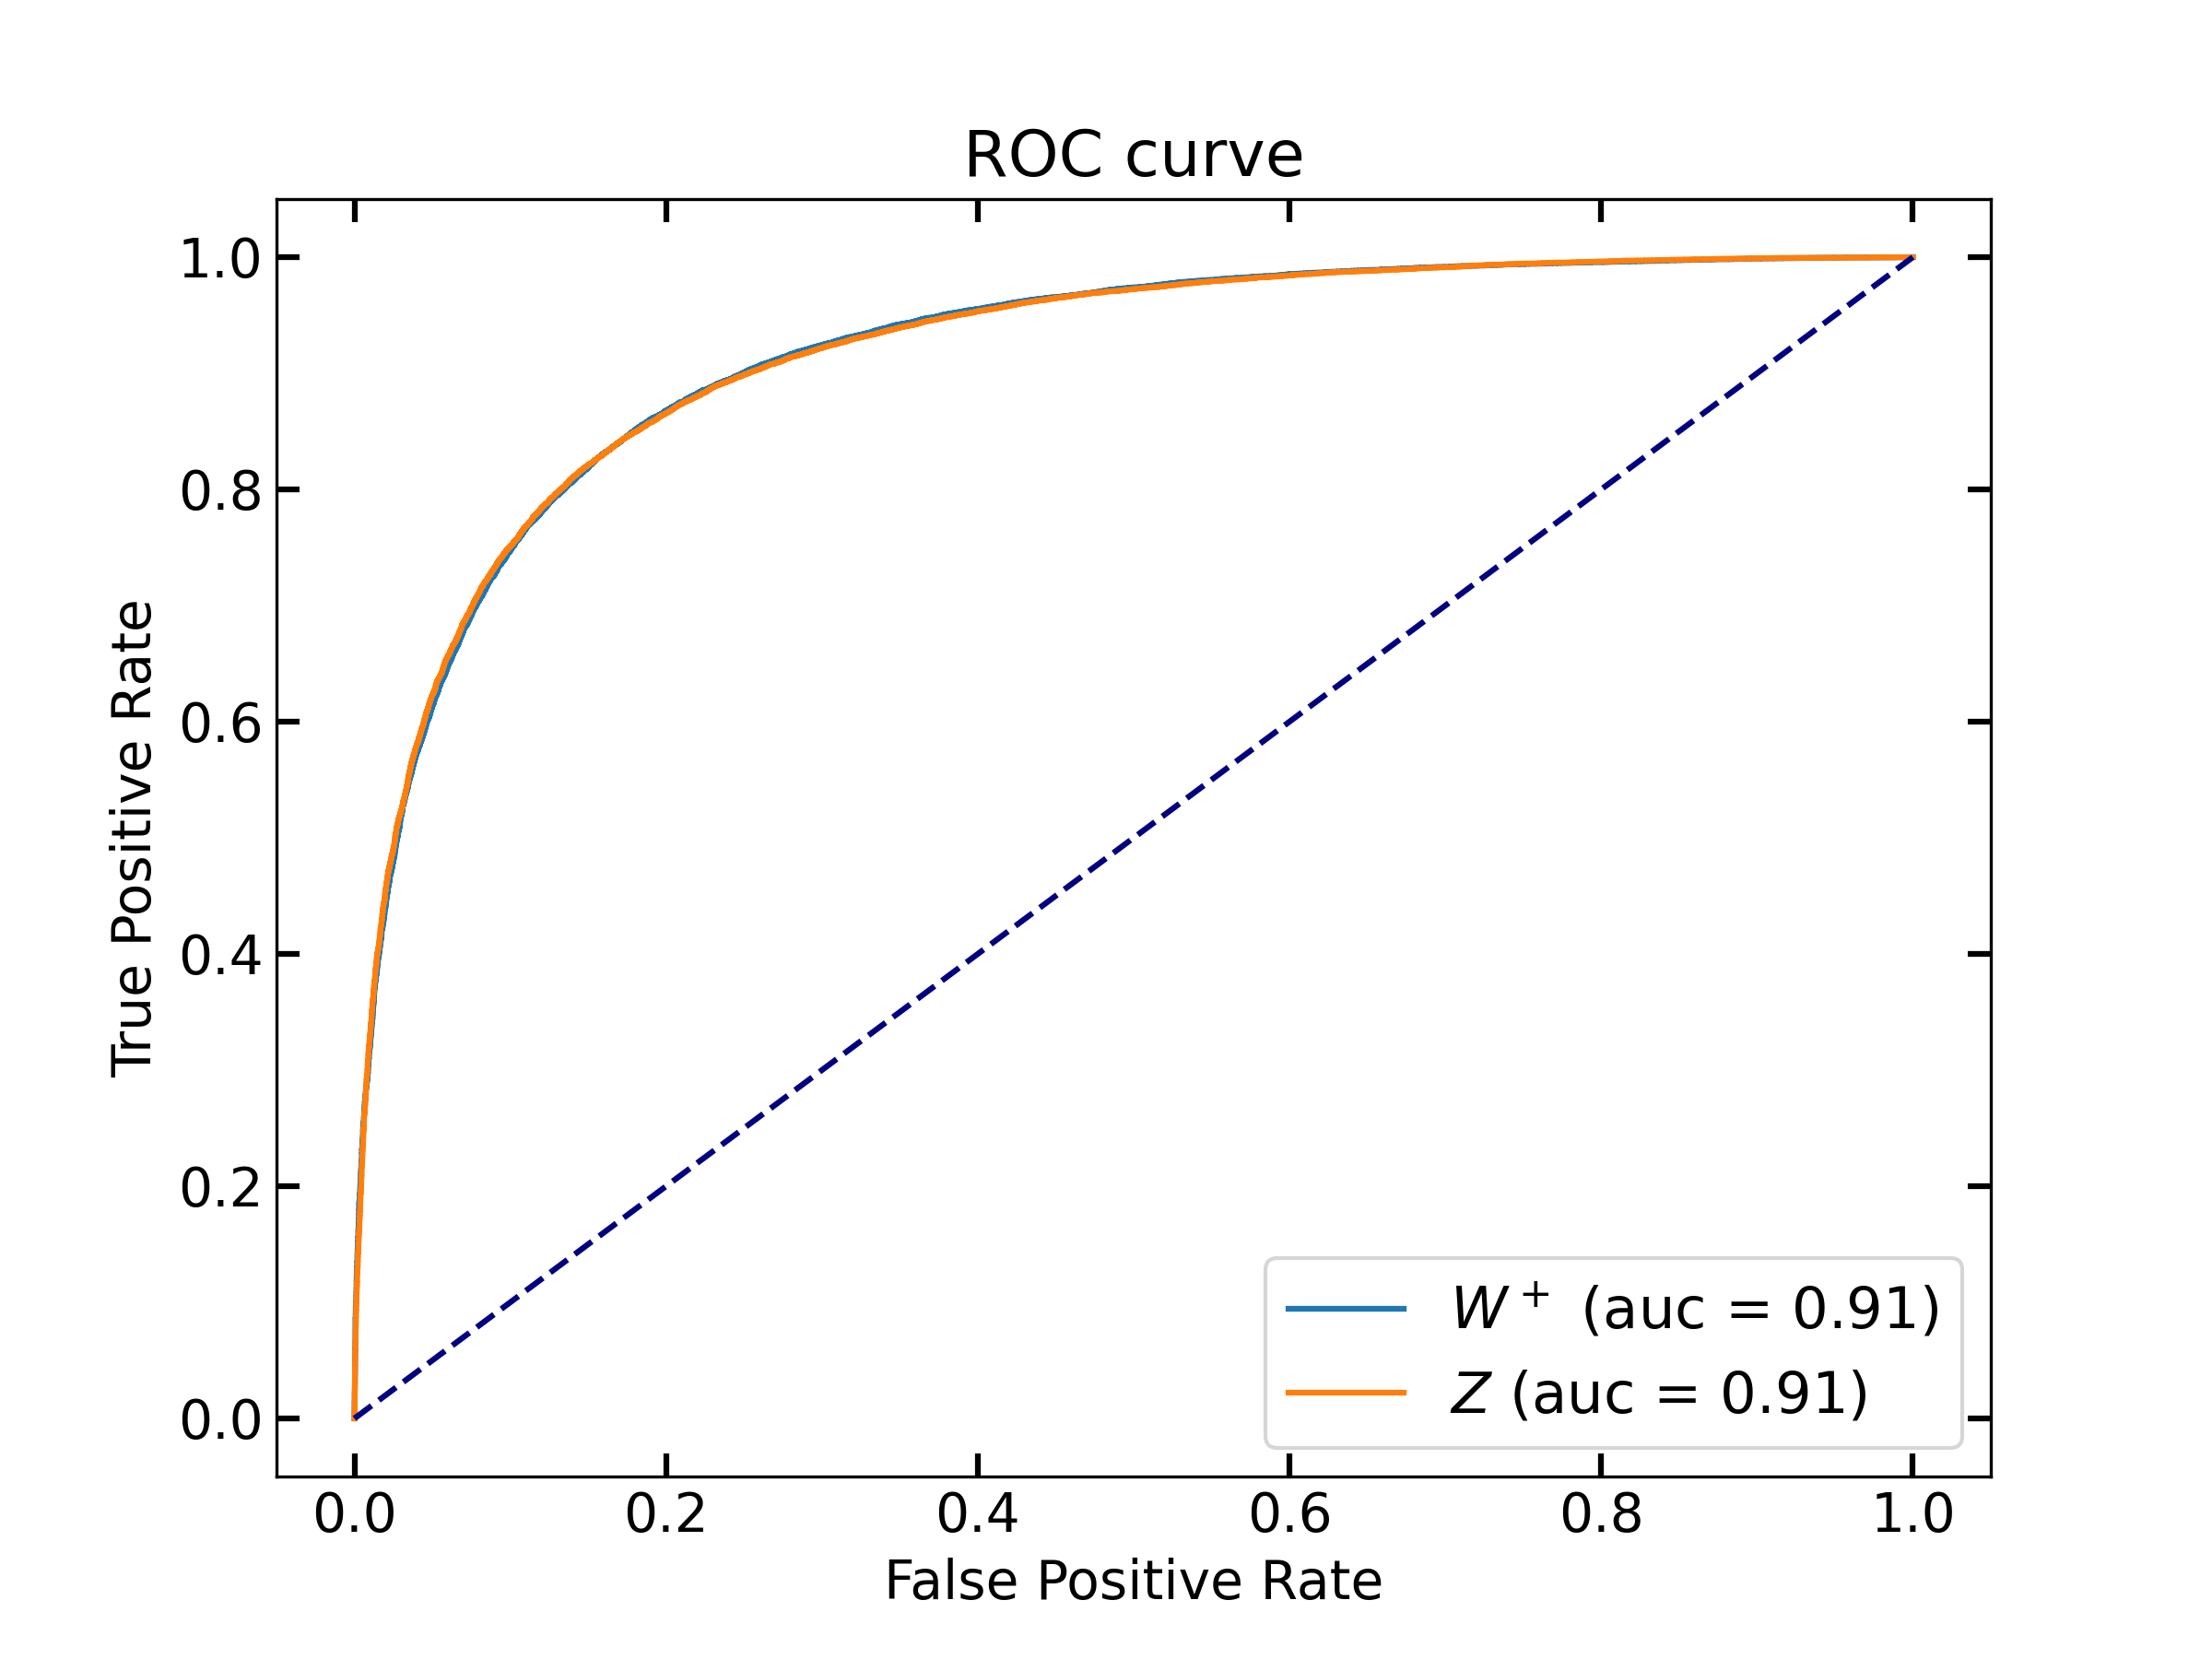 ROC curve
1.0
0.8
0.6
0.4
0.2
0.0
True Positive Rate
W+ (auc = 0.91)
Z (auc = 0.91)
0.0 0.2 0.4 0.6 0.8 1.0
False Positive Rate